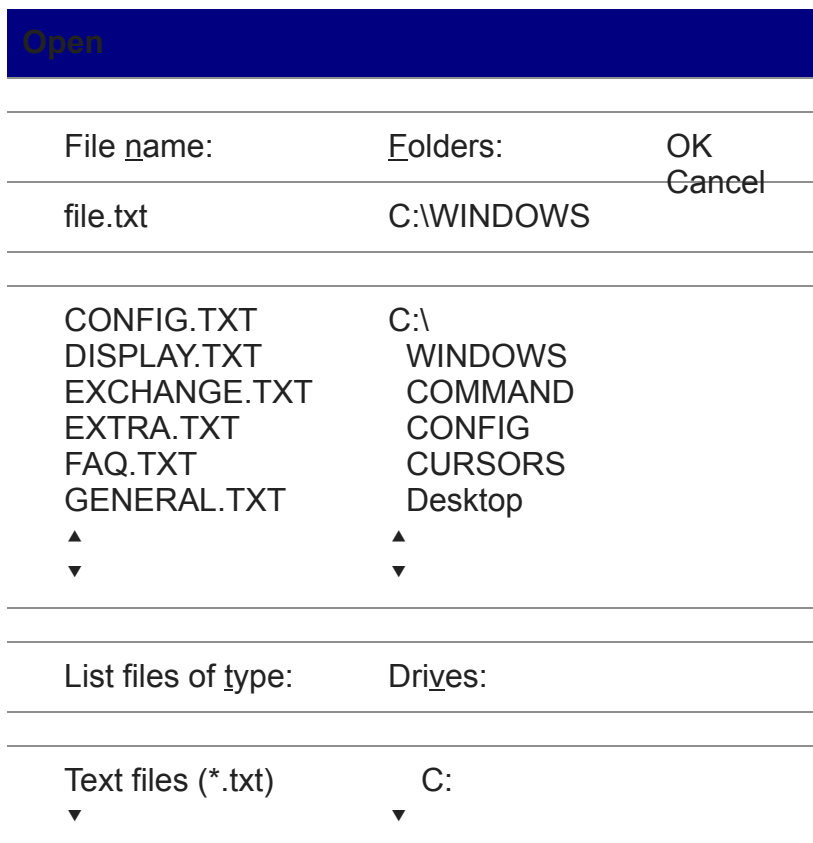 Open
File name: Folders: OK
Cancel
file.txt C:\WINDOWS
CONFIG.TXT C:\
DISPLAY.TXT WINDOWS
EXCHANGE.TXT COMMAND
EXTRA.TXT CONFIG
FAQ.TXT CURSORS
GENERAL.TXT Desktop
▲ ▲
▼ ▼
List files of type: Drives:
Text files (*.txt) C:
▼ ▼